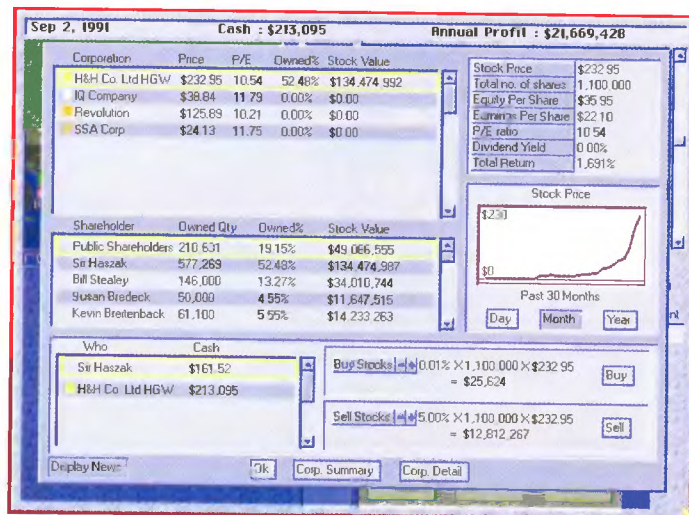 Sep 2, 1991 Cash : $213,095 Annual Profit : $21,669,428
Corporation Price P/E Owned% Stock Value
H&H Co. Ltd HGW $232.95 10.54 52.48% $134,474,992
IQ Company $38.84 11.79 0.00% $0.00
Revolution $125.89 10.21 0.00% $0.00
SSA Corp $24.13 11.75 0.00% $0.00
Stock Price $232.95
Total no. of shares 1,100,000
Equity Per Share $35.95
Earnings Per Share $22.10
P/E ratio 10.54
Dividend Yield 0.00%
Total Return 1,691%
Stock Price
$230
$0
Past 30 Months
Day Month Year
Shareholder Owned Qty Owned% Stock Value
Public Shareholders 210,631 19.15% $49,066,555
Sir Haszak 577,269 52.48% $134,474,987
Bill Stealey 146,000 13.27% $34,010,744
Susan Bredeck 50,000 4.55% $11,647,515
Kevin Breitenback 61,100 5.55% $14,233,263
Who Cash
Sir Haszak $161.52
H&H Co. Ltd HGW $213,095
Buy Stocks 0.01% X 1,100,000 X $232.95
= $25,624
Buy
Sell Stocks 5.00% X 1,100,000 X $232.95
= $12,812,267
Sell
Display News Ok Corp. Summary Corp. Detail
nt